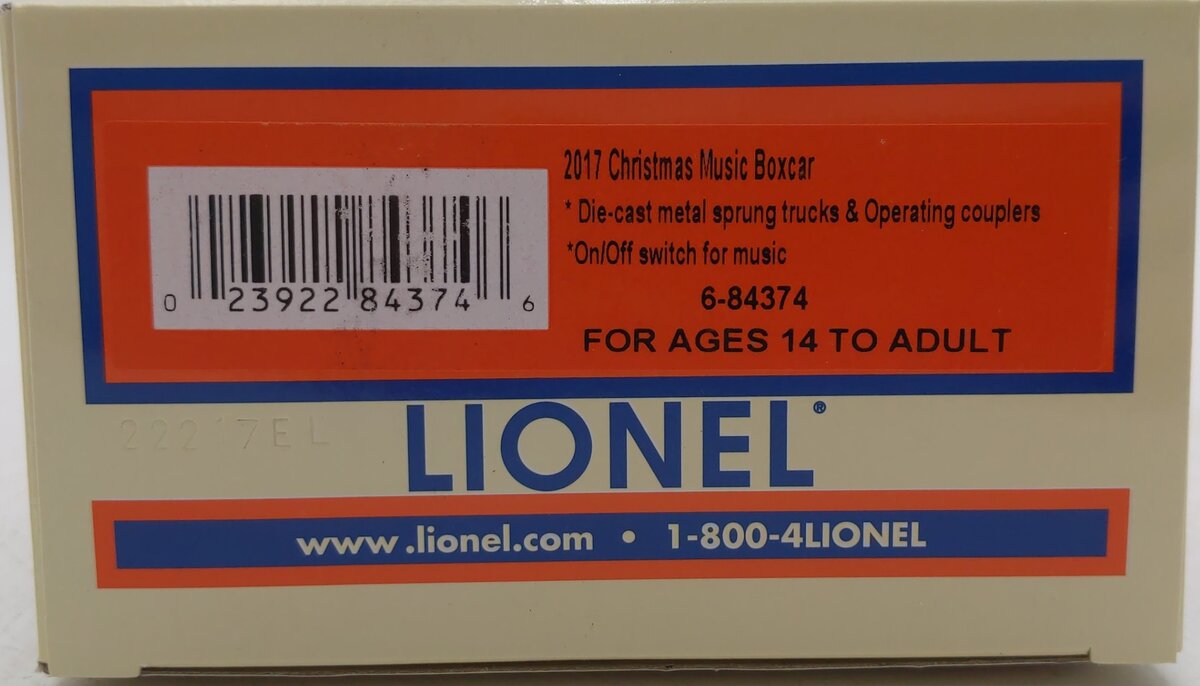 2017 Christmas Music Boxcar
* Die-cast metal sprung trucks & Operating couplers
*On/Off switch for music
6-84374
FOR AGES 14 TO ADULT
0 23922 84374 6
LIONEL®
22217EL
www.lionel.com • 1-800-4LIONEL